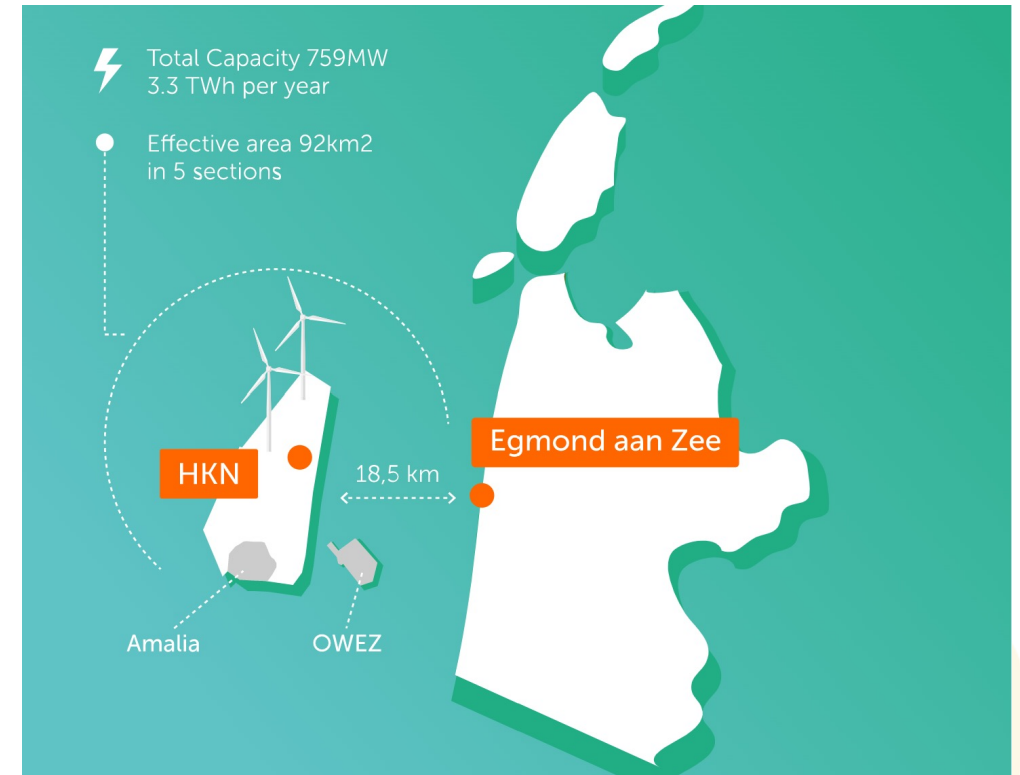 Total Capacity 759MW
3.3 TWh per year
Effective area 92km2
in 5 sections
Egmond aan Zee
HKN
18,5 km
Amalia
OWEZ